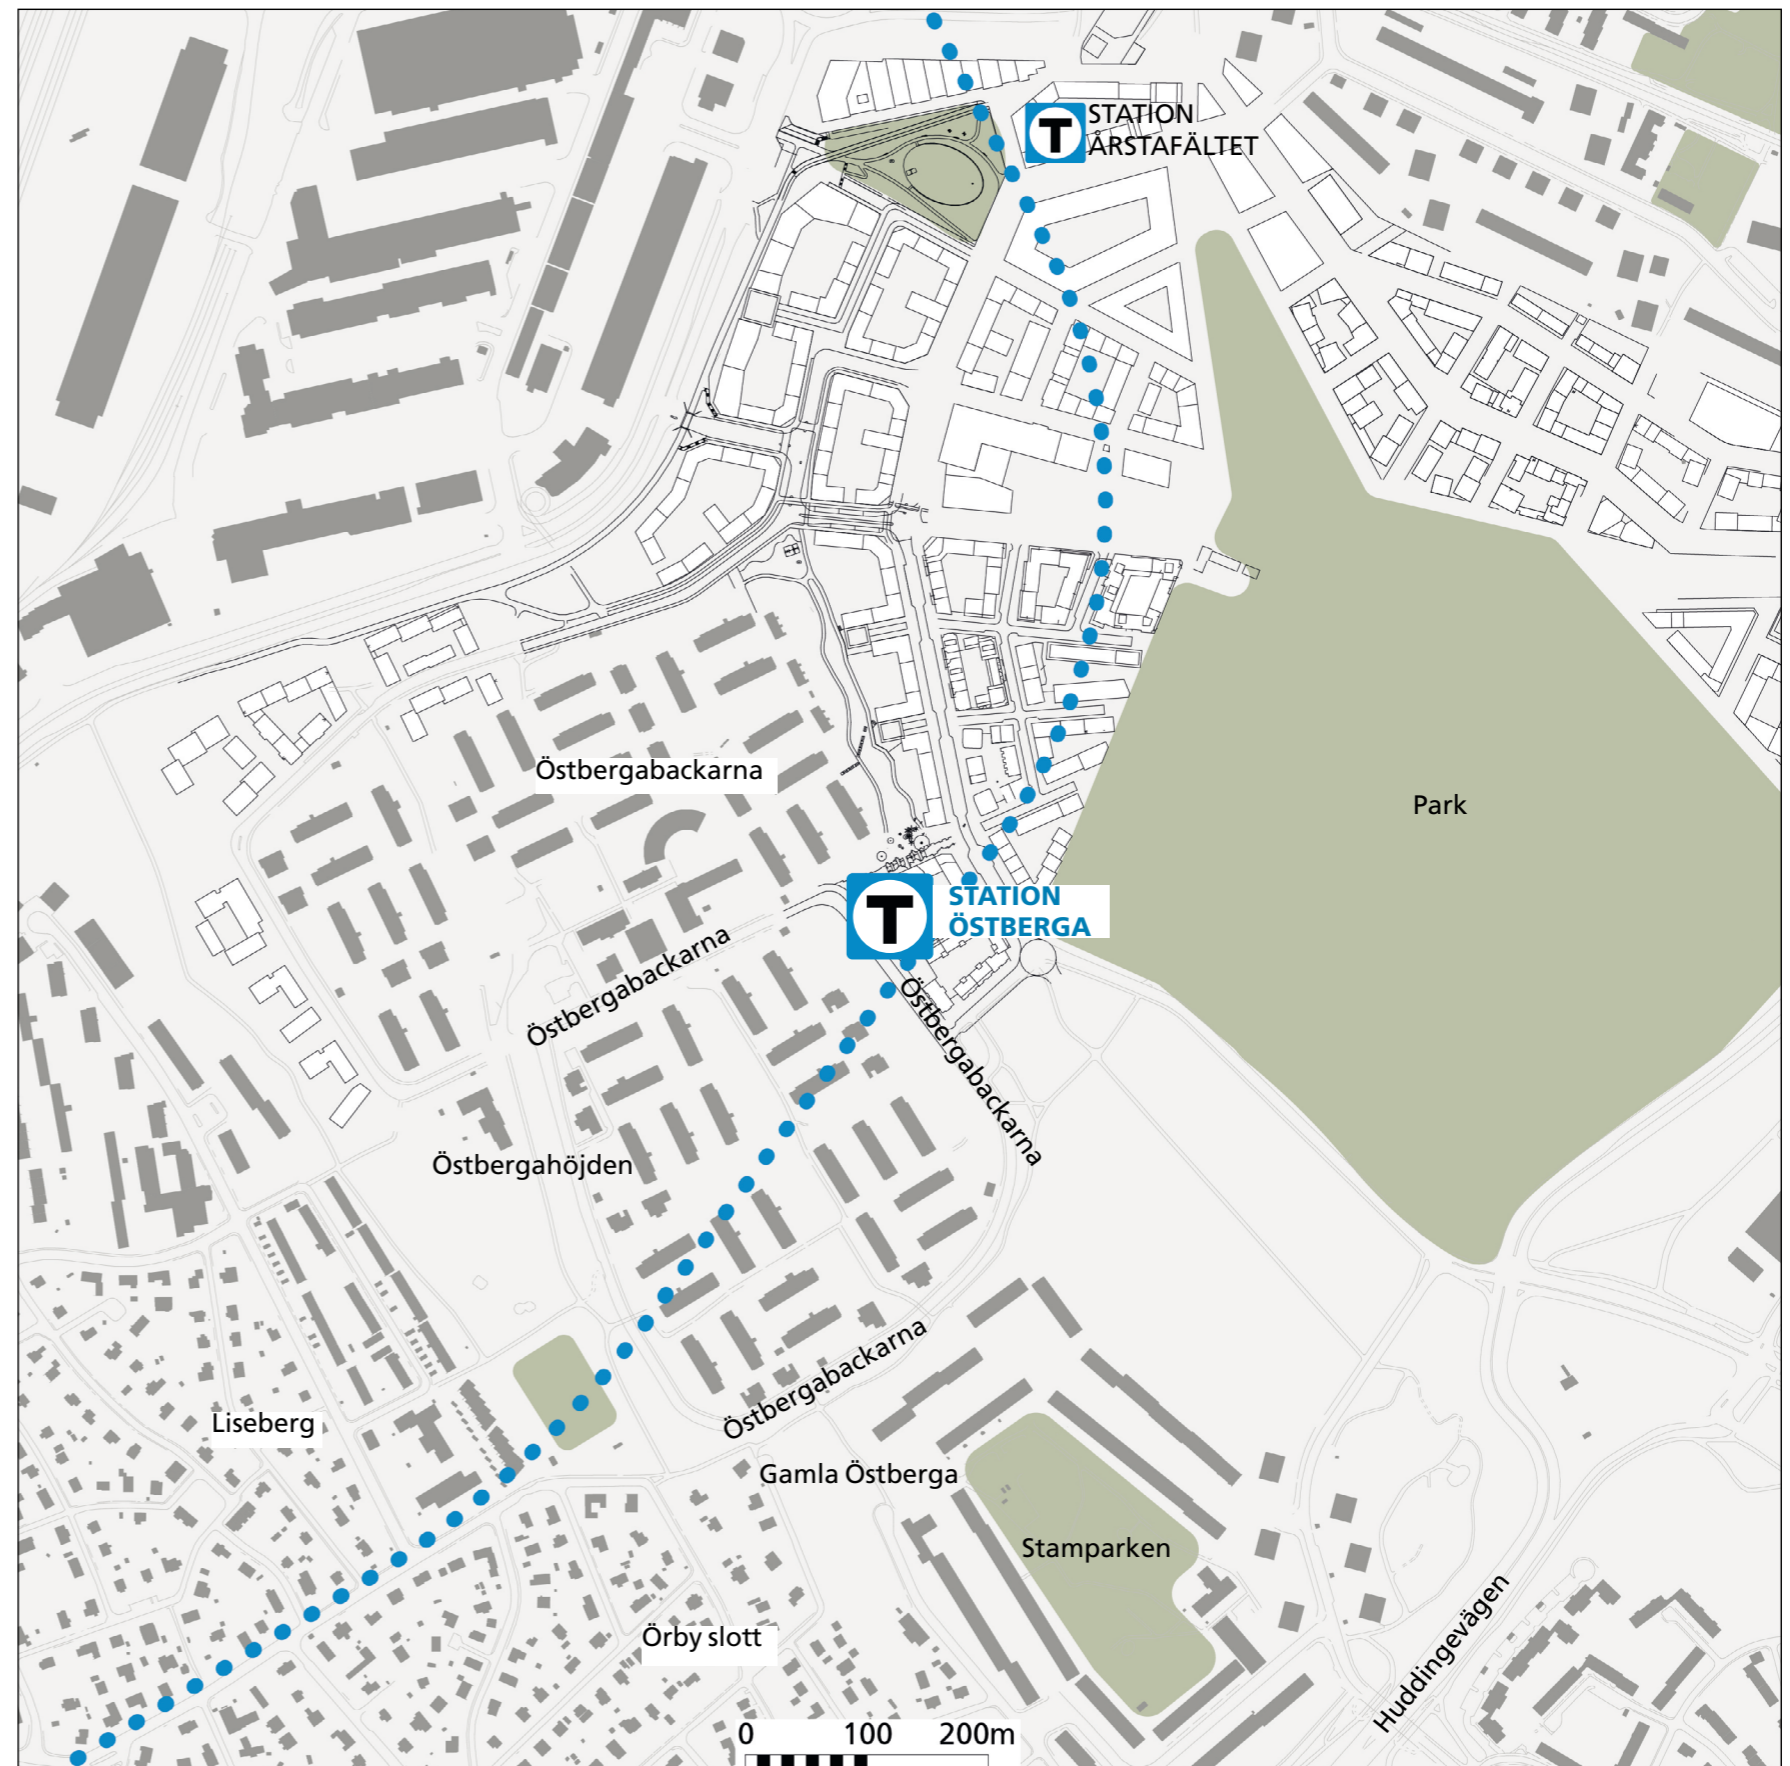 T
STATION
ÅRSTAFÄLTET
Östbergabackarna
Park
T
STATION
ÖSTBERGA
Östbergabackarna
Östbergabackarna
Östbergahöjden
Östbergabackarna
Liseberg
Gamla Östberga
Stamparken
Örby slott
Huddingevägen
0 100 200m